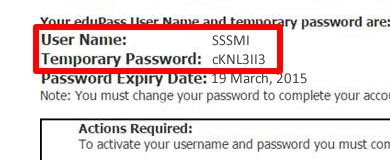 Your eduPass User Name and temporary password are:
User Name: SSSMI
Temporary Password: cKNL3II3
Password Expiry Date: 19 March, 2015
Note: You must change your password to complete your accou
Actions Required:
To activate your username and password you must con